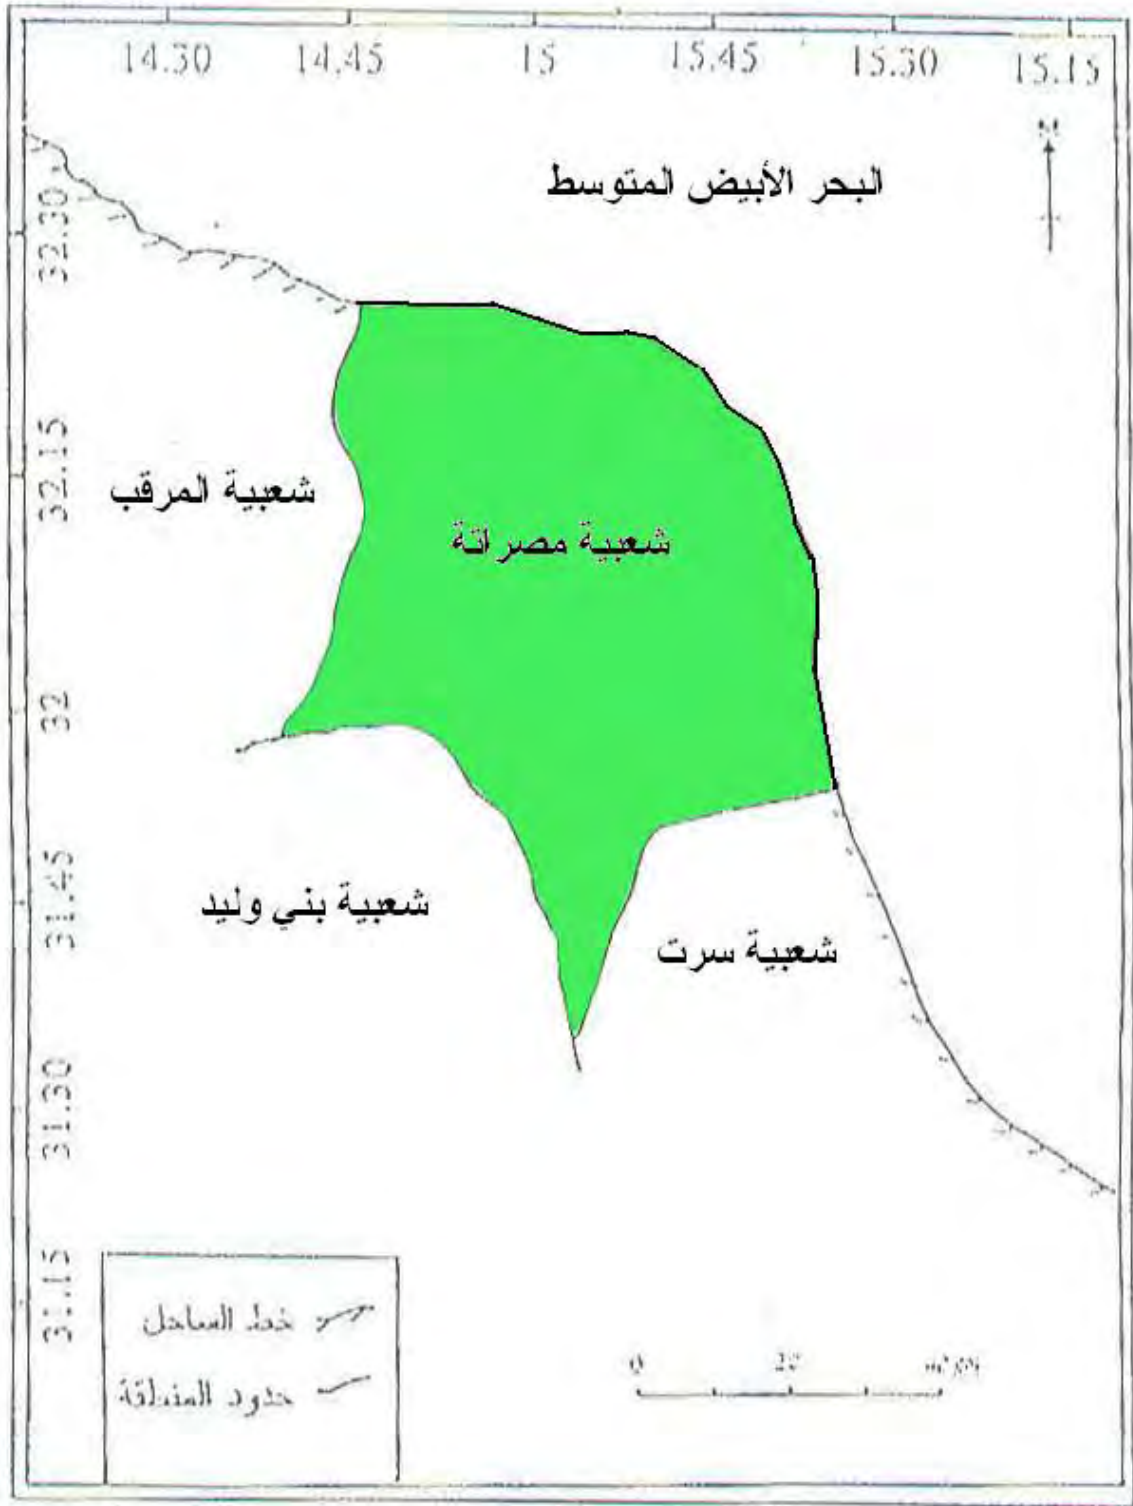 14.30 14.45 15 15.45 15.30 15.15
البحر الأبيض المتوسط
32.30
32.15
شعبية المرقب
شعبية مصراتة
32
31.45
شعبية بني وليد
شعبية سرت
31.30
31.15
خط الساحل
حدود المنطقة
0 20